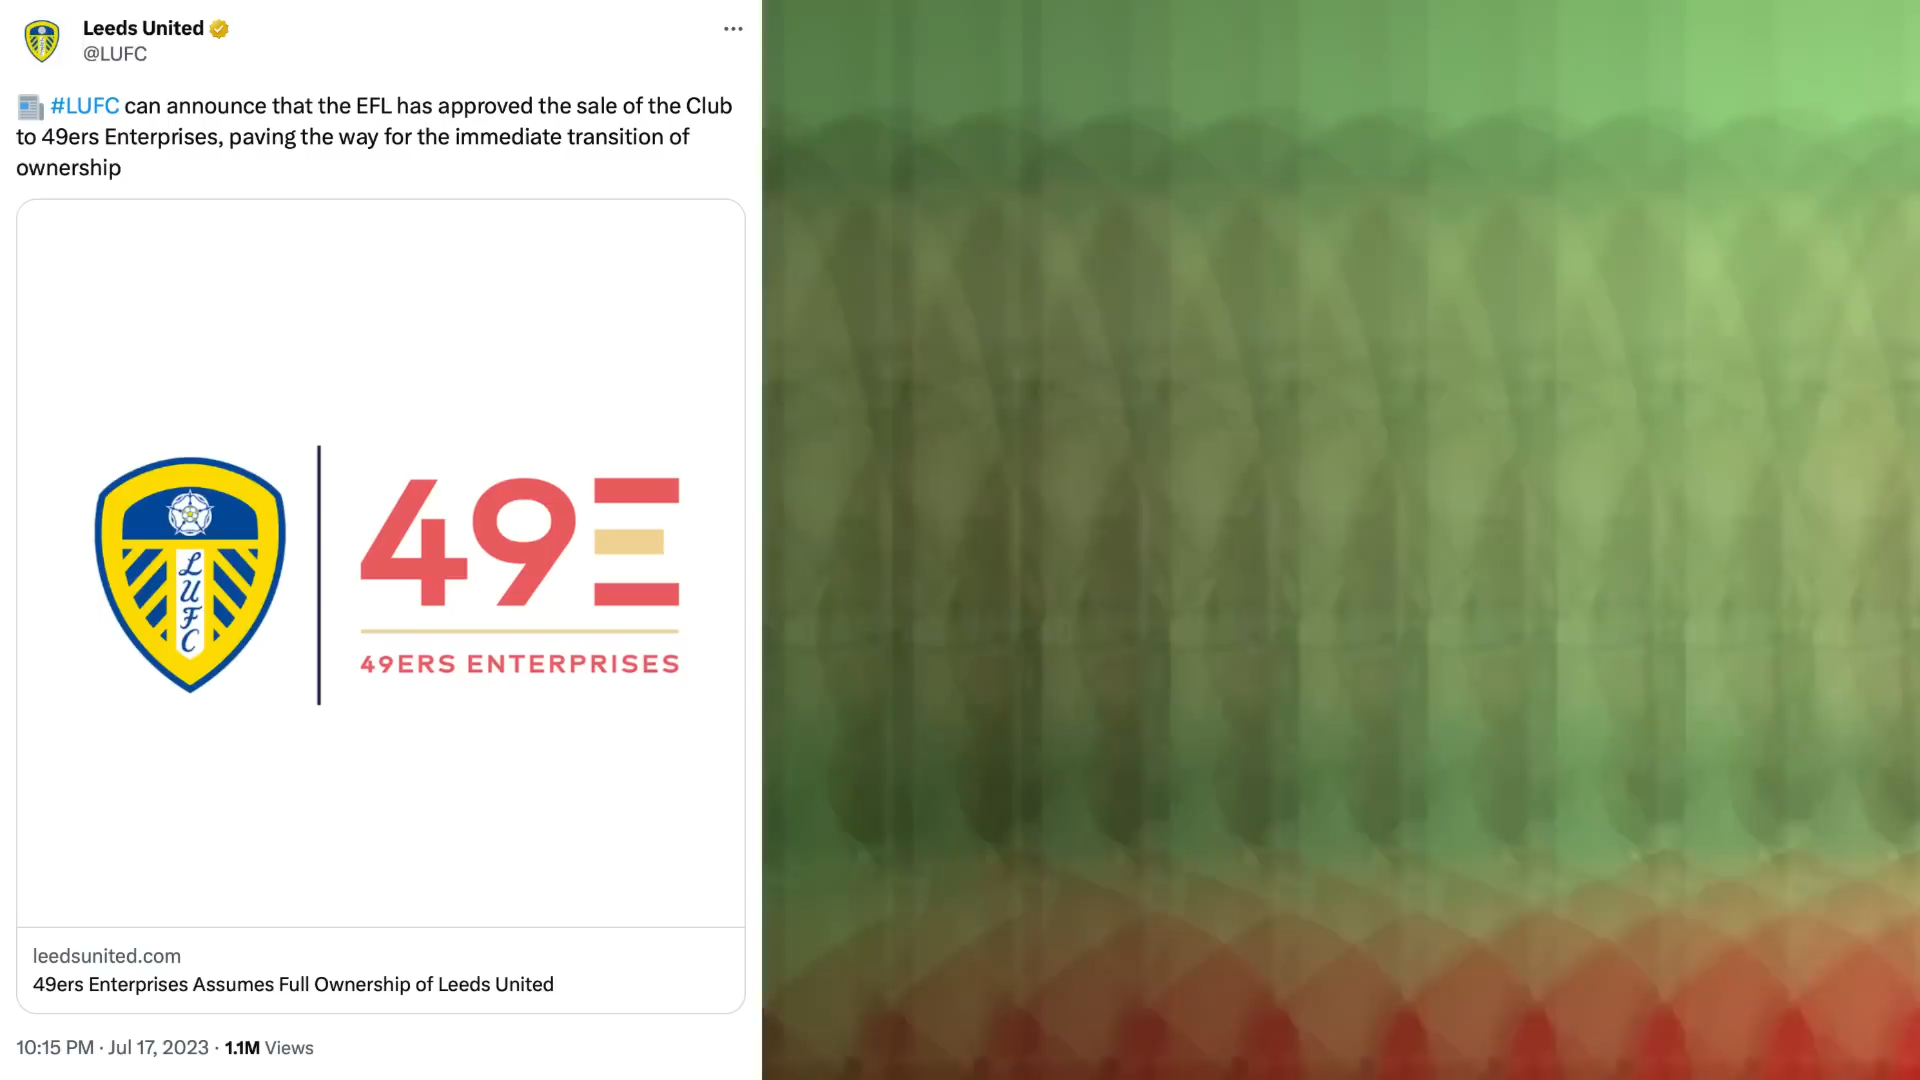 Leeds United
@LUFC
#LUFC can announce that the EFL has approved the sale of the Club
to 49ers Enterprises, paving the way for the immediate transition of
ownership
LUFC
49E
49ERS ENTERPRISES
leedsunited.com
49ers Enterprises Assumes Full Ownership of Leeds United
10:15 PM · Jul 17, 2023 · 1.1M Views